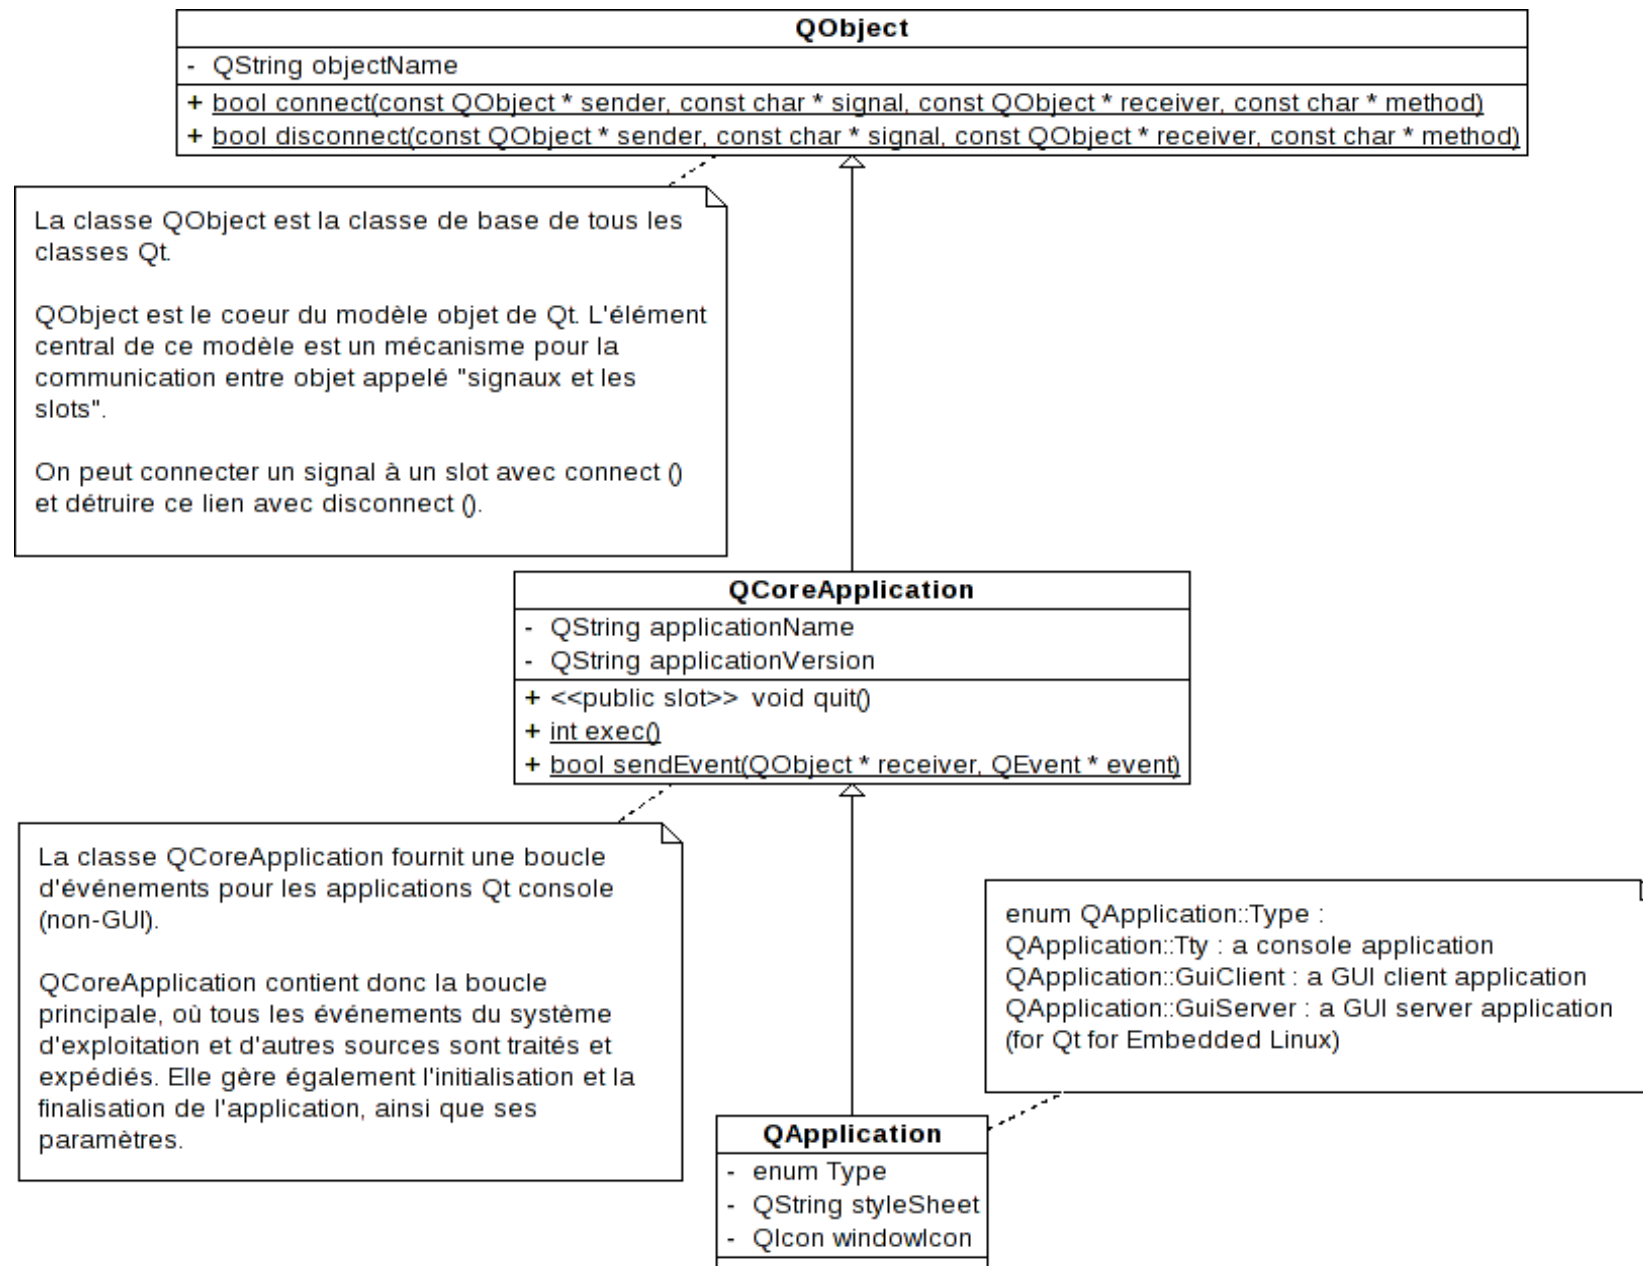 QObject
- QString objectName
+ bool connect(const QObject * sender, const char * signal, const QObject * receiver, const char * method)
+ bool disconnect(const QObject * sender, const char * signal, const QObject * receiver, const char * method)
La classe QObject est la classe de base de tous les
classes Qt.
QObject est le coeur du modèle objet de Qt. L'élément
central de ce modèle est un mécanisme pour la
communication entre objet appelé "signaux et les
slots".
On peut connecter un signal à un slot avec connect ()
et détruire ce lien avec disconnect ().
QCoreApplication
- QString applicationName
- QString applicationVersion
+ <<public slot>> void quit()
+ int exec()
+ bool sendEvent(QObject * receiver, QEvent * event)
La classe QCoreApplication fournit une boucle
d'événements pour les applications Qt console
(non-GUI).
QCoreApplication contient donc la boucle
principale, où tous les événements du système
d'exploitation et d'autres sources sont traités et
expédiés. Elle gère également l'initialisation et la
finalisation de l'application, ainsi que ses
paramètres.
enum QApplication::Type :
QApplication::Tty : a console application
QApplication::GuiClient : a GUI client application
QApplication::GuiServer : a GUI server application
(for Qt for Embedded Linux)
QApplication
- enum Type
- QString styleSheet
- QIcon windowIcon